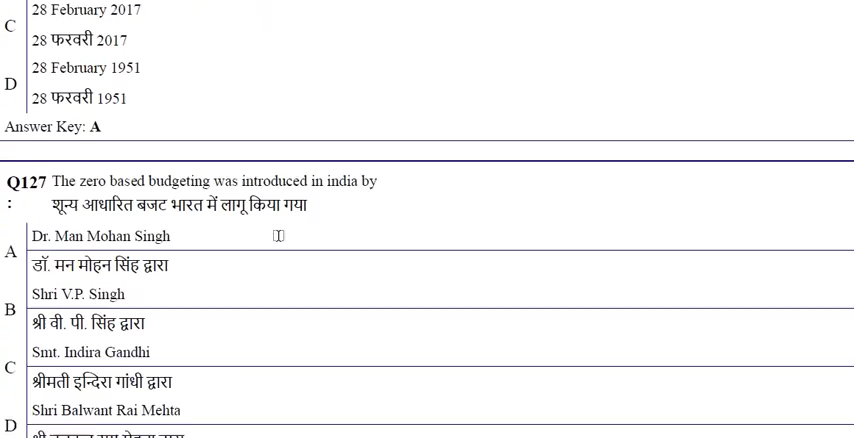 28 February 2017
C
28 फरवरी 2017
28 February 1951
D
28 फरवरी 1951
Answer Key: A
Q127 The zero based budgeting was introduced in india by
: शून्य आधारित बजट भारत में लागू किया गया
Dr. Man Mohan Singh
A
डॉ. मन मोहन सिंह द्वारा
Shri V.P. Singh
B
श्री वी. पी. सिंह द्वारा
Smt. Indira Gandhi
C
श्रीमती इन्दिरा गांधी द्वारा
Shri Balwant Rai Mehta
D